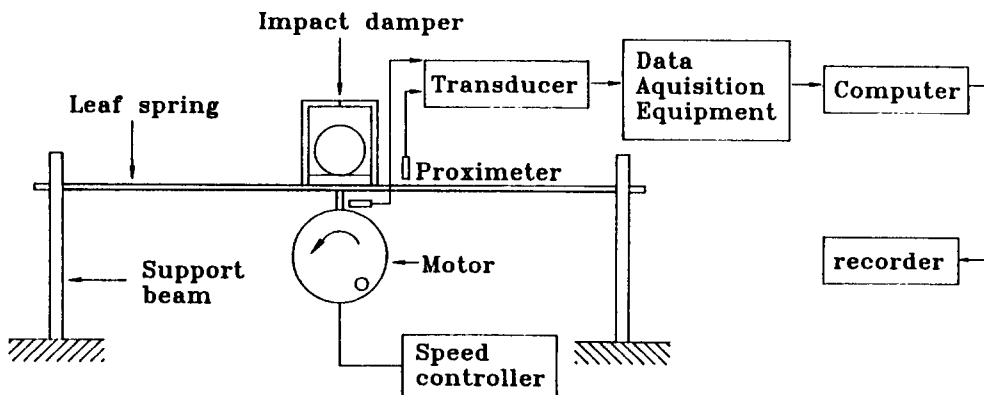 Impact damper
Leaf spring
Transducer
Data
Aquisition
Equipment
Computer
Proximeter
Support
beam
Motor
recorder
Speed
controller